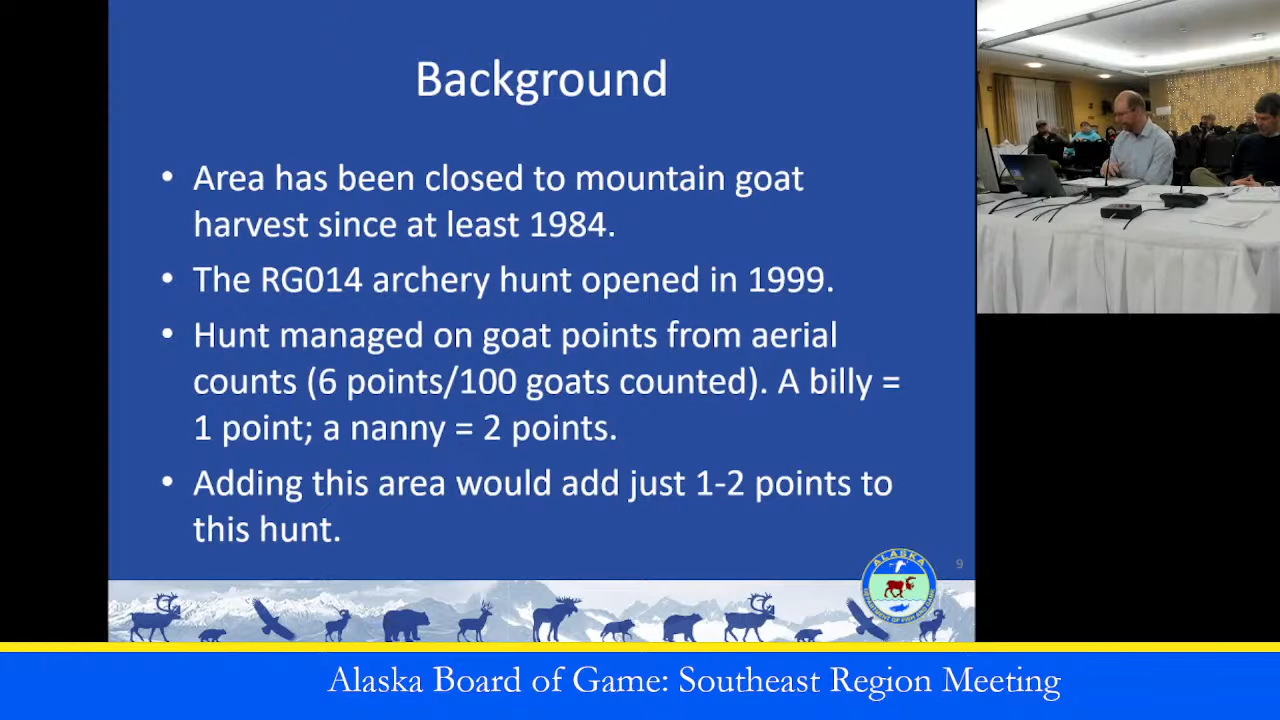 Background
• Area has been closed to mountain goat
harvest since at least 1984.
• The RG014 archery hunt opened in 1999.
• Hunt managed on goat points from aerial
counts (6 points/100 goats counted). A billy =
1 point; a nanny = 2 points.
• Adding this area would add just 1-2 points to
this hunt.
9
ALASKA
Alaska Board of Game: Southeast Region Meeting